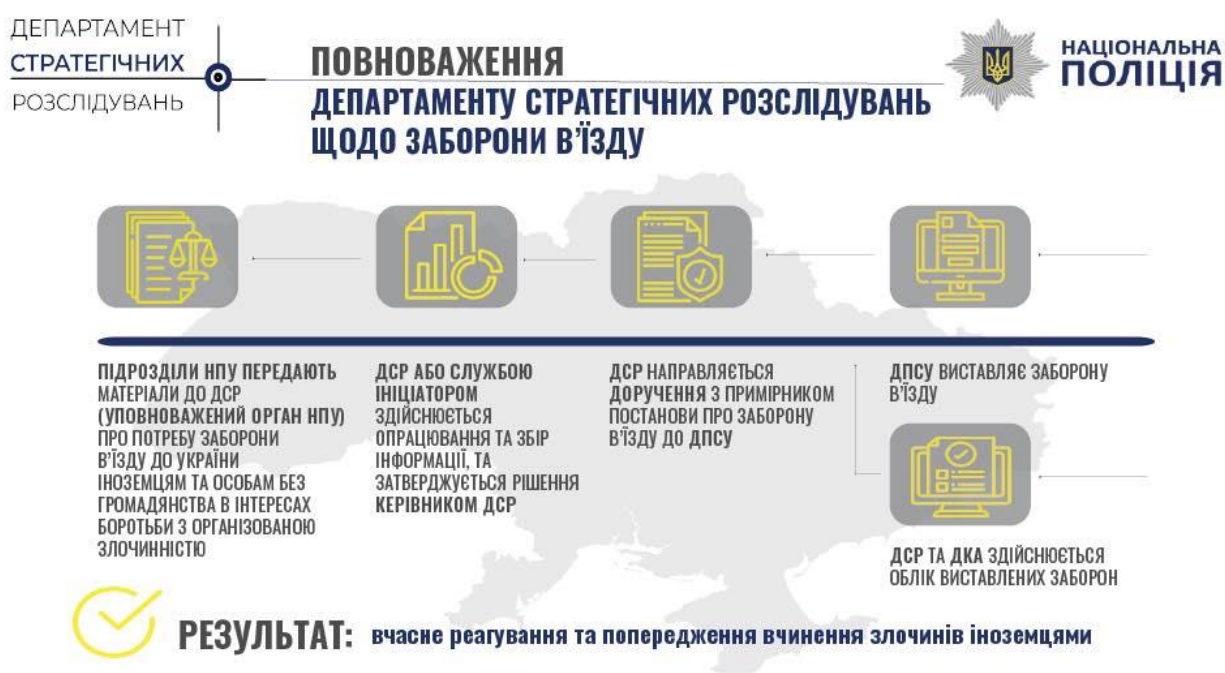 ДЕПАРТАМЕНТ
СТРАТЕГІЧНИХ
РОЗСЛІДУВАНЬ
ПОВНОВАЖЕННЯ
ДЕПАРТАМЕНТУ СТРАТЕГІЧНИХ РОЗСЛІДУВАНЬ
ЩОДО ЗАБОРОНИ В'ЇЗДУ
НАЦІОНАЛЬНА
ПОЛІЦІЯ
ПІДРОЗДІЛИ НПУ ПЕРЕДАЮТЬ
МАТЕРІАЛИ ДО ДСР
(УПОВНОВАЖЕНИЙ ОРГАН НПУ)
ПРО ПОТРЕБУ ЗАБОРОНИ
В'ЇЗДУ ДО УКРАЇНИ
ІНОЗЕМЦЯМ ТА ОСОБАМ БЕЗ
ГРОМАДЯНСТВА В ІНТЕРЕСАХ
БОРОТЬБИ З ОРГАНІЗОВАНОЮ
ЗЛОЧИННІСТЮ
ДСР АБО СЛУЖБОЮ
ІНІЦІАТОРОМ
ЗДІЙСНЮЄТЬСЯ
ОПРАЦЮВАННЯ ТА ЗБІР
ІНФОРМАЦІЇ, ТА
ЗАТВЕРДЖУЄТЬСЯ РІШЕННЯ
КЕРІВНИКОМ ДСР
ДСР НАПРАВЛЯЄТЬСЯ
ДОРУЧЕННЯ З ПРИМІРНИКОМ
ПОСТАНОВИ ПРО ЗАБОРОНУ
В'ЇЗДУ ДО ДПСУ
ДПСУ ВИСТАВЛЯЄ ЗАБОРОНУ
В'ЇЗДУ
ДСР ТА ДКА ЗДІЙСНЮЄТЬСЯ
ОБЛІК ВИСТАВЛЕНИХ ЗАБОРОН
РЕЗУЛЬТАТ: вчасне реагування та попередження вчинення злочинів іноземцями